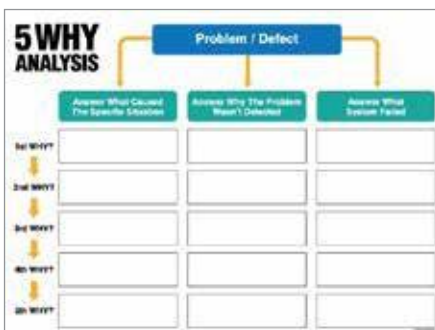 5 WHY
ANALYSIS
Problem / Defect
Answer What Caused
The Specific Situation
Answer Why The Problem
Wasn't Detected
Answer What
System Failed
1st WHY?
2nd WHY?
3rd WHY?
4th WHY?
5th WHY?